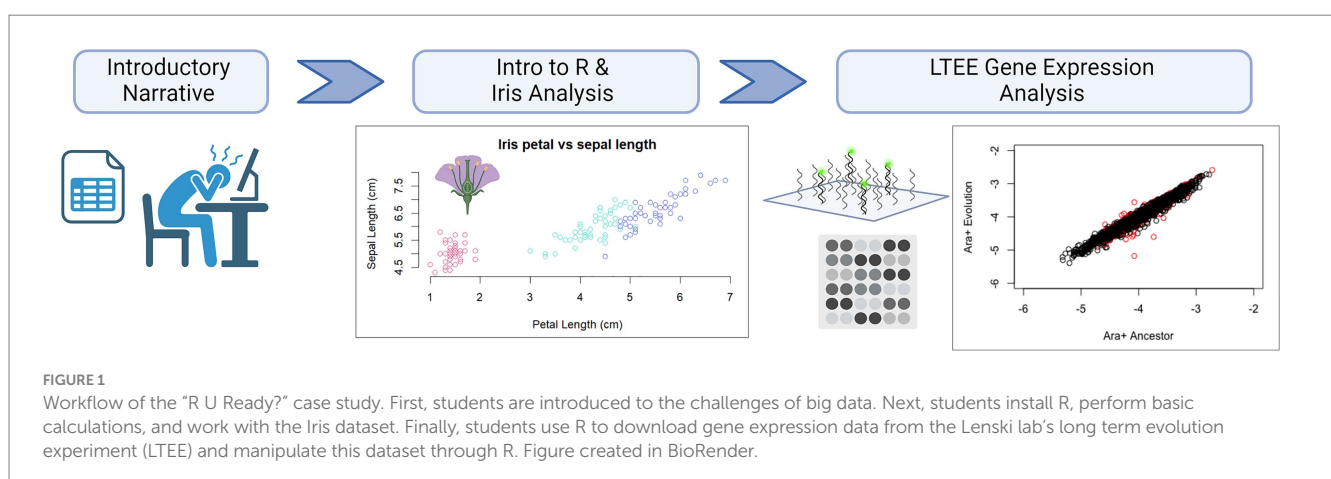 Introductory
Narrative
Intro to R &
Iris Analysis
LTEE Gene Expression
Analysis
Iris petal vs sepal length
Sepal Length (cm)
7.5
6.5
5.5
4.5
1 2 3 4 5 6 7
Petal Length (cm)
Ara+ Evolution
-2
-3
-4
-5
-6
-6 -5 -4 -3 -2
Ara+ Ancestor
FIGURE 1
Workflow of the “R U Ready?” case study. First, students are introduced to the challenges of big data. Next, students install R, perform basic
calculations, and work with the Iris dataset. Finally, students use R to download gene expression data from the Lenski lab’s long term evolution
experiment (LTEE) and manipulate this dataset through R. Figure created in BioRender.